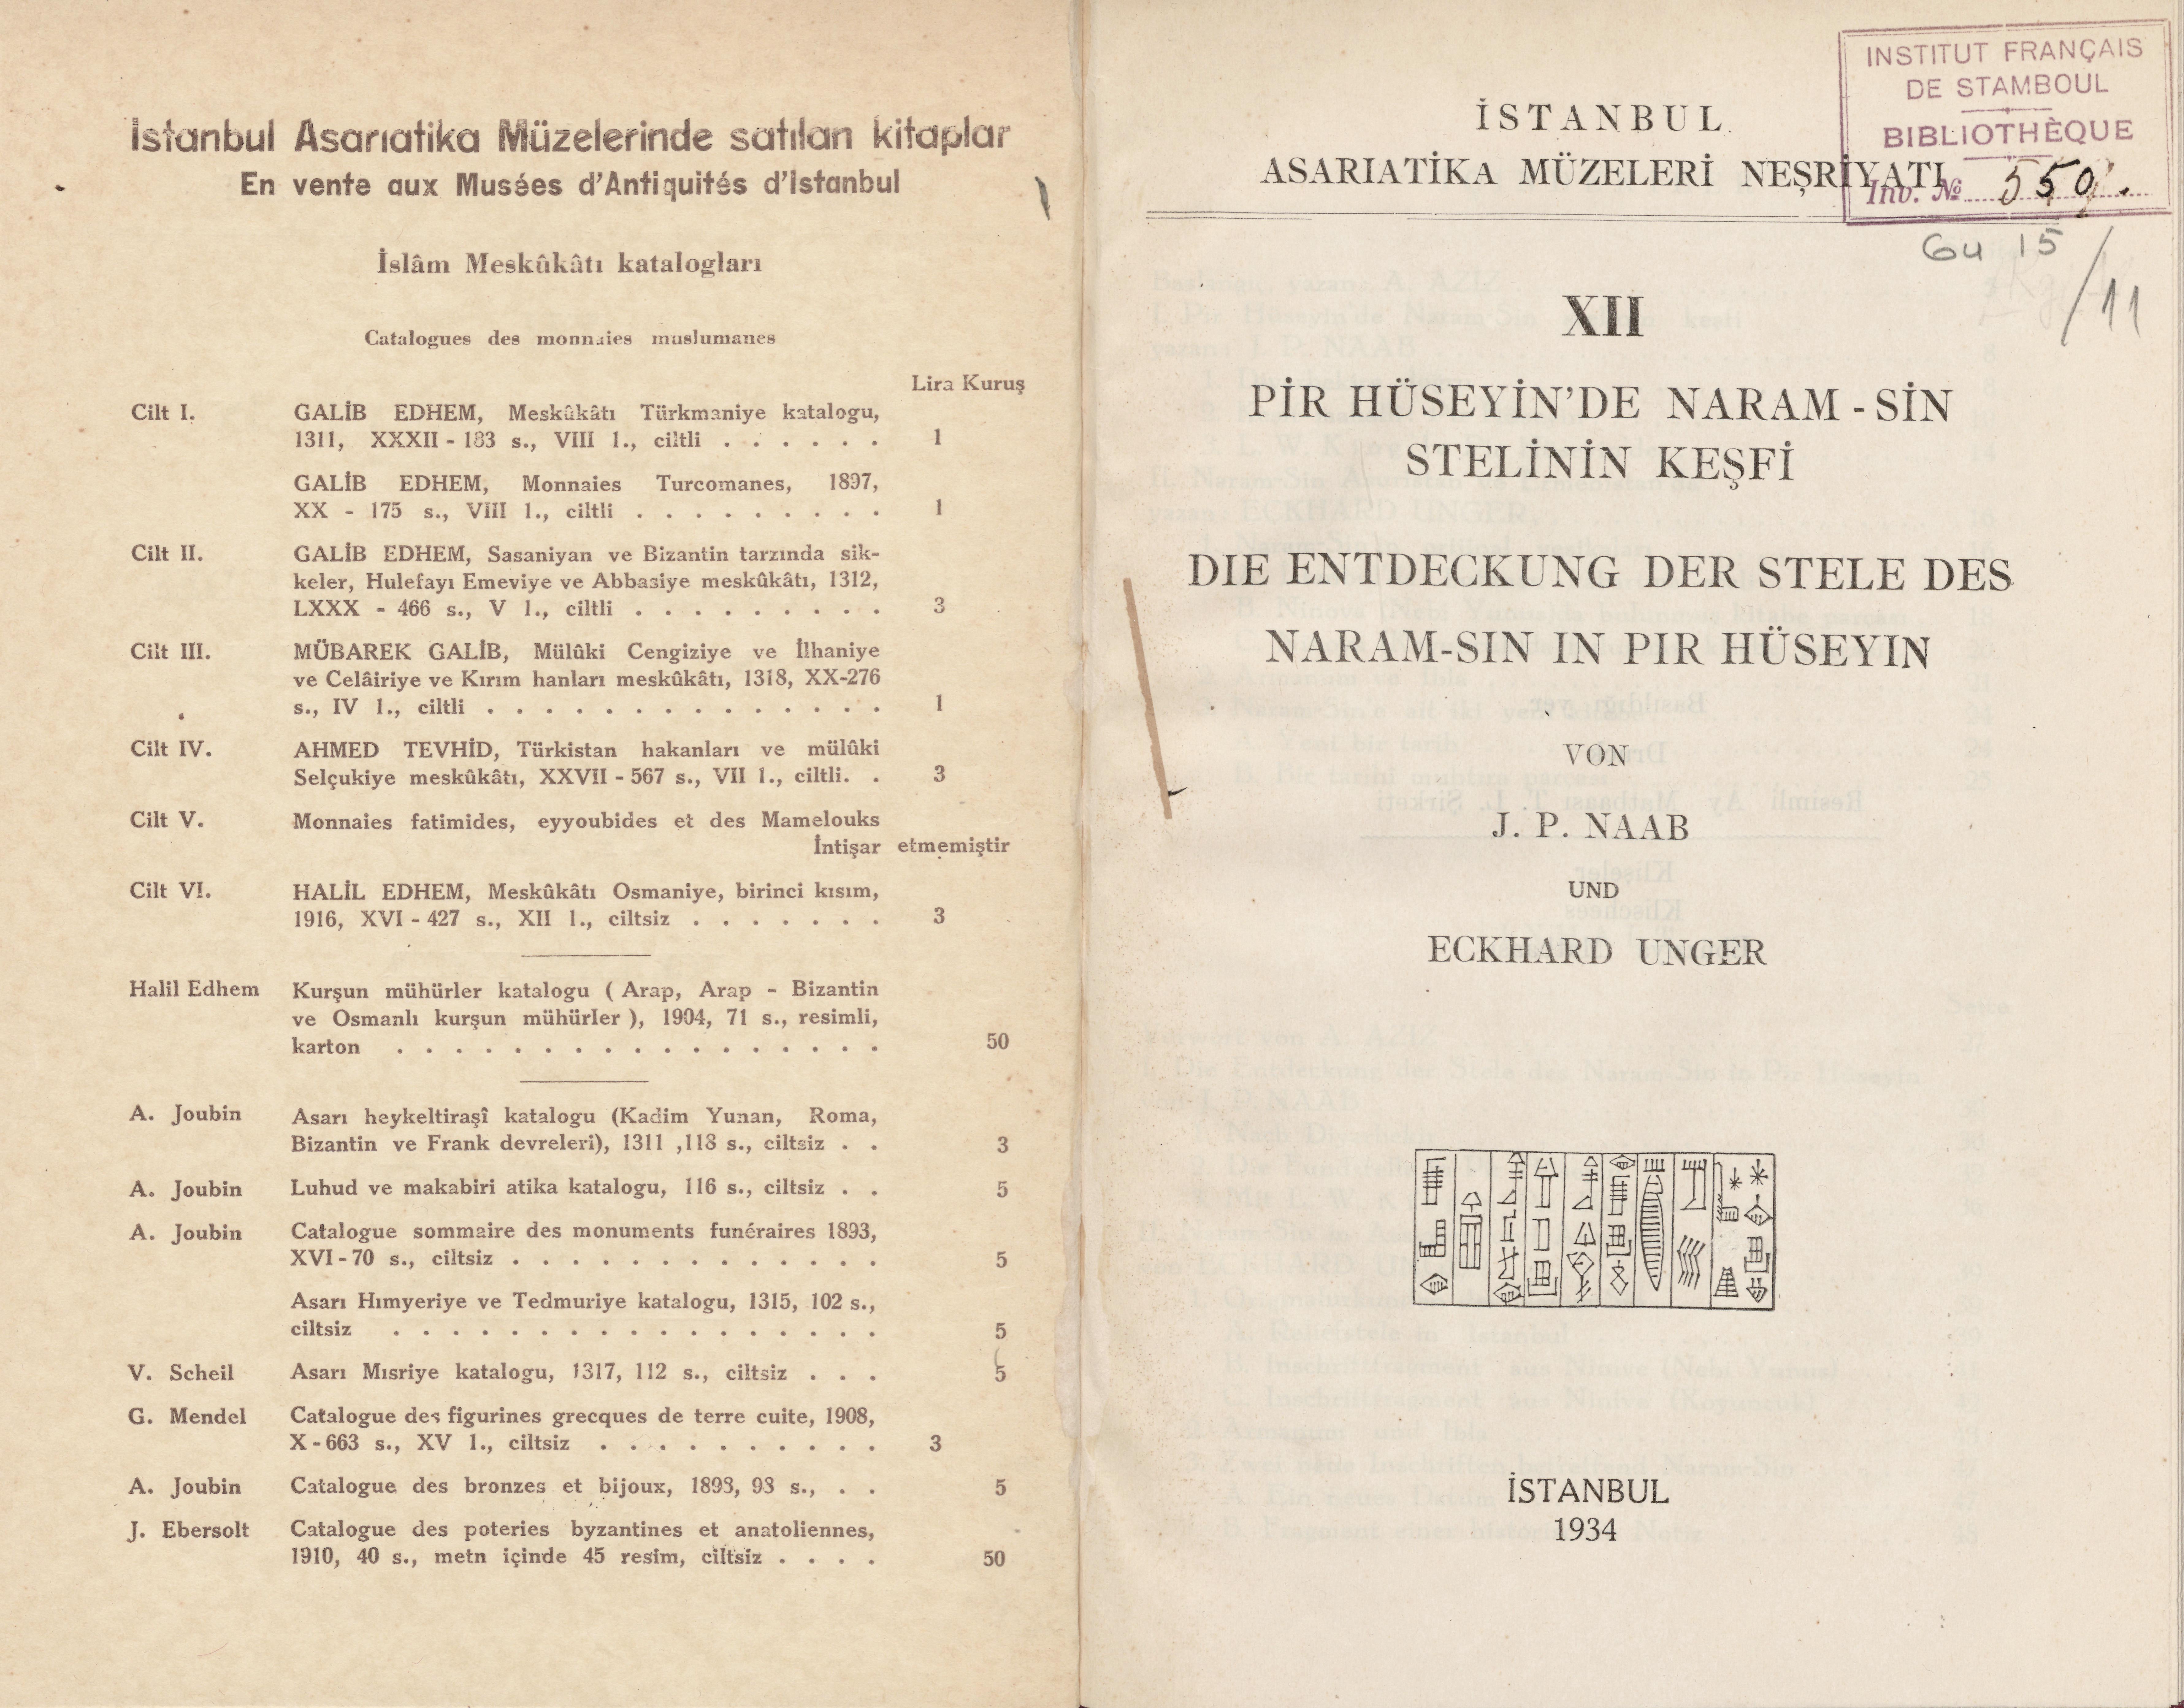 İstanbul Asarıatika Müzelerinde satılan kitaplar
En vente aux Musées d'Antiquités d'Istanbul
İslâm Meskûkâtı katalogları
Catalogues des monnaies muslumanes
Lira Kuruş
Cilt I. GALİB EDHEM, Meskûkâtı Türkmaniye katalogu,
1311, XXXII - 183 s., VIII l., ciltli . . . . . . 1
GALİB EDHEM, Monnaies Turcomanes, 1897,
XX - 175 s., VIII l., ciltli . . . . . . . . . 1
Cilt II. GALİB EDHEM, Sasaniyan ve Bizantin tarzında sik-
keler, Hulefayı Emeviye ve Abbasiye meskûkâtı, 1312,
LXXX - 466 s., V l., ciltli . . . . . . . . . 3
Cilt III. MÜBAREK GALİB, Mülûki Cengiziye ve İlhaniye
ve Celâiriye ve Kırım hanları meskûkâtı, 1318, XX-276
s., IV l., ciltli . . . . . . . . . . . . . . 1
Cilt IV. AHMED TEVHİD, Türkistan hakanları ve mülûki
Selçukiye meskûkâtı, XXVII - 567 s., VII l., ciltli. . 3
Cilt V. Monnaies fatimides, eyyoubides et des Mamelouks
İntişar etmemiştir
Cilt VI. HALİL EDHEM, Meskûkâtı Osmaniye, birinci kısım,
1916, XVI - 427 s., XII l., ciltsiz . . . . . . . 3
Halil Edhem Kurşun mühürler katalogu ( Arap, Arap - Bizantin
ve Osmanlı kurşun mühürler ), 1904, 71 s., resimli,
karton . . . . . . . . . . . . . . . . . 50
A. Joubin Asarı heykeltiraşî katalogu (Kadim Yunan, Roma,
Bizantin ve Frank devreleri), 1311 ,113 s., ciltsiz . . 3
A. Joubin Luhud ve makabiri atika katalogu, 116 s., ciltsiz . . 5
A. Joubin Catalogue sommaire des monuments funéraires 1893,
XVI - 70 s., ciltsiz . . . . . . . . . . . . . 5
Asarı Hımyeriye ve Tedmuriye katalogu, 1315, 102 s.,
ciltsiz . . . . . . . . . . . . . . . . . 5
V. Scheil Asarı Mısriye katalogu, 1317, 112 s., ciltsiz . . . 5
G. Mendel Catalogue des figurines grecques de terre cuite, 1908,
X - 663 s., XV l., ciltsiz . . . . . . . . . . 3
A. Joubin Catalogue des bronzes et bijoux, 1898, 93 s., . . 5
J. Ebersolt Catalogue des poteries byzantines et anatoliennes,
1910, 40 s., metn içinde 45 resim, ciltsiz . . . . 50
INSTITUT FRANÇAIS
DE STAMBOUL
BIBLIOTHÈQUE
Inv. № 550
Gu 15
/11
İSTANBUL
ASARIATİKA MÜZELERİ NEŞRİYATI
XII
PİR HÜSEYİN'DE NARAM - SİN
STELİNİN KEŞFİ
DIE ENTDECKUNG DER STELE DES
NARAM-SIN IN PIR HÜSEYIN
VON
J. P. NAAB
UND
ECKHARD UNGER
İSTANBUL
1934